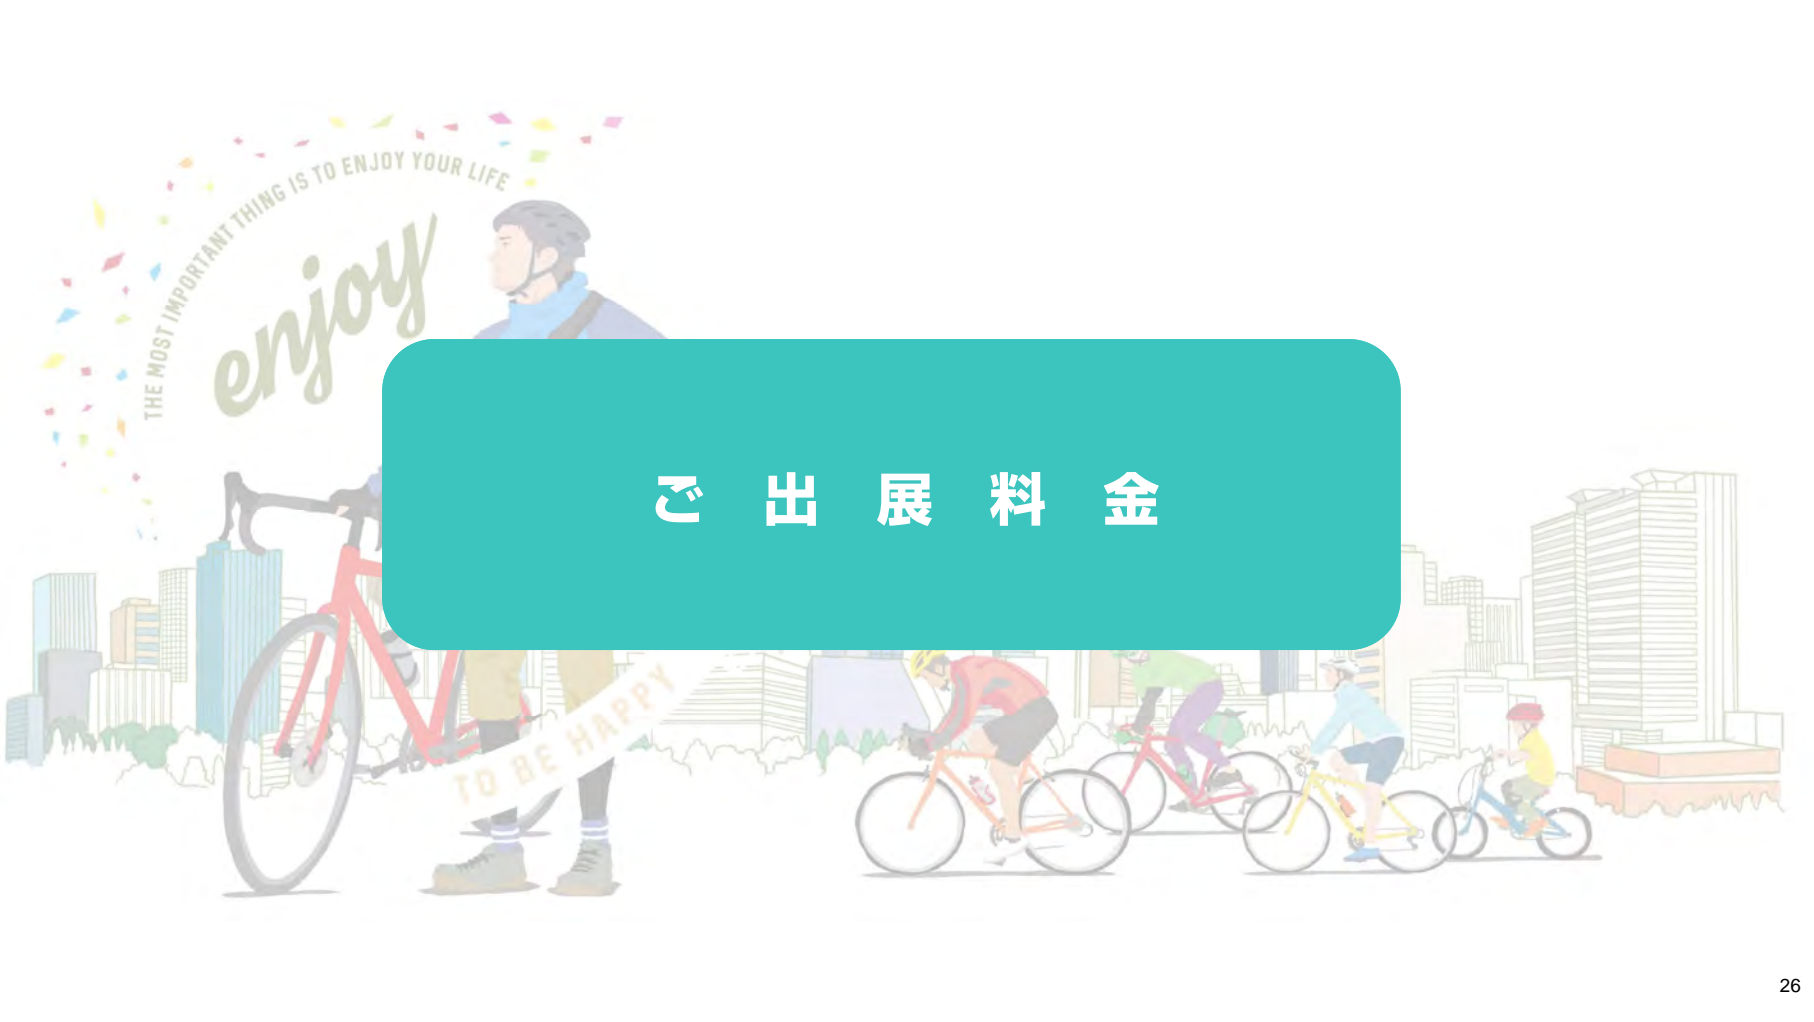 THE MOST IMPORTANT THING IS TO ENJOY YOUR LIFE
enjoy
ご出展料金
TO BE HAPPY
26